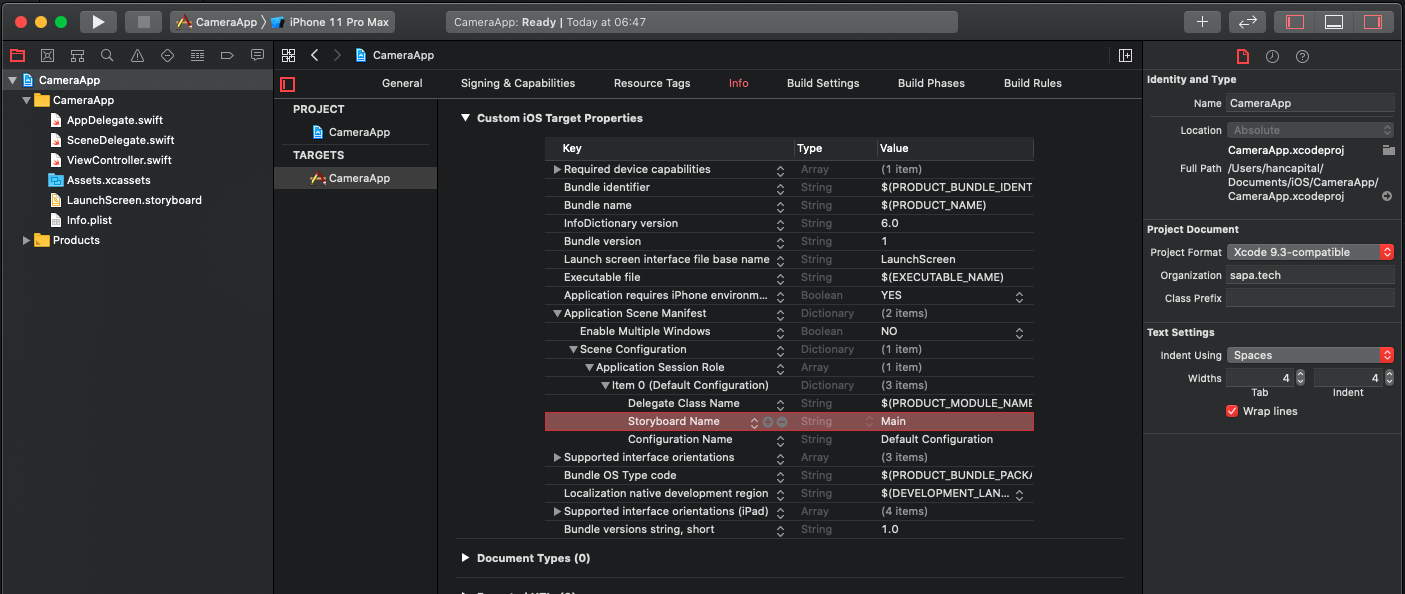 CameraApp 〉 iPhone 11 Pro Max
CameraApp: Ready | Today at 06:47
CameraApp
CameraApp
AppDelegate.swift
SceneDelegate.swift
ViewController.swift
Assets.xcassets
LaunchScreen.storyboard
Info.plist
Products
CameraApp
General Signing & Capabilities Resource Tags Info Build Settings Build Phases Build Rules
PROJECT
CameraApp
TARGETS
CameraApp
Custom iOS Target Properties
Key Type Value
Required device capabilities Array (1 item)
Bundle identifier String $(PRODUCT_BUNDLE_IDENT
Bundle name String $(PRODUCT_NAME)
InfoDictionary version String 6.0
Bundle version String 1
Launch screen interface file base name String LaunchScreen
Executable file String $(EXECUTABLE_NAME)
Application requires iPhone environm... Boolean YES
Application Scene Manifest Dictionary (2 items)
Enable Multiple Windows Boolean NO
Scene Configuration Dictionary (1 item)
Application Session Role Array (1 item)
Item 0 (Default Configuration) Dictionary (3 items)
Delegate Class Name String $(PRODUCT_MODULE_NAME
Storyboard Name String Main
Configuration Name String Default Configuration
Supported interface orientations Array (3 items)
Bundle OS Type code String $(PRODUCT_BUNDLE_PACKA
Localization native development region String $(DEVELOPMENT_LAN...
Supported interface orientations (iPad) Array (4 items)
Bundle versions string, short String 1.0
Document Types (0)
Identity and Type
Name CameraApp
Location Absolute
CameraApp.xcodeproj
Full Path /Users/hancapital/
Documents/iOS/CameraApp/
CameraApp.xcodeproj
Project Document
Project Format Xcode 9.3-compatible
Organization sapa.tech
Class Prefix
Text Settings
Indent Using Spaces
Widths 4 4
Tab Indent
Wrap lines